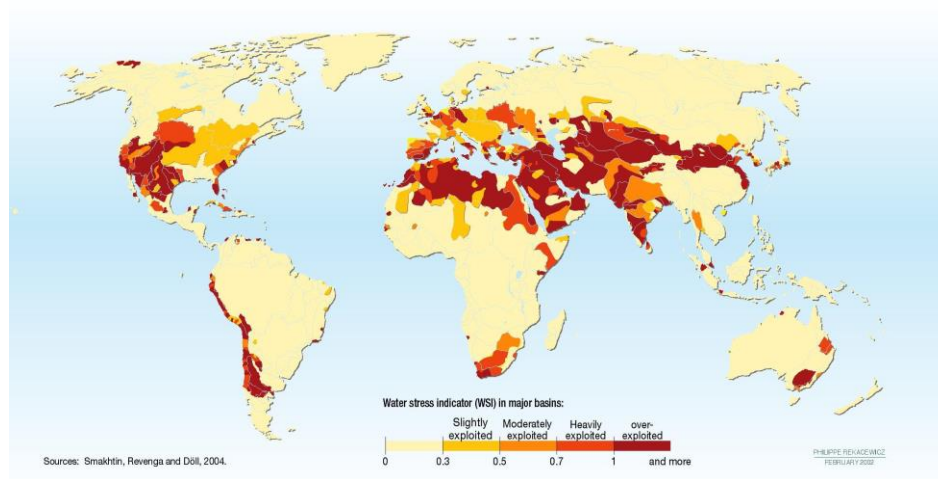 Water stress indicator (WSI) in major basins:
Slightly exploited
Moderately exploited
Heavily exploited
over-exploited
0 0.3 0.5 0.7 1 and more
Sources: Smakhtin, Revenga and Döll, 2004.
PHILIPPE REKACEWICZ
FEBRUARY 2002